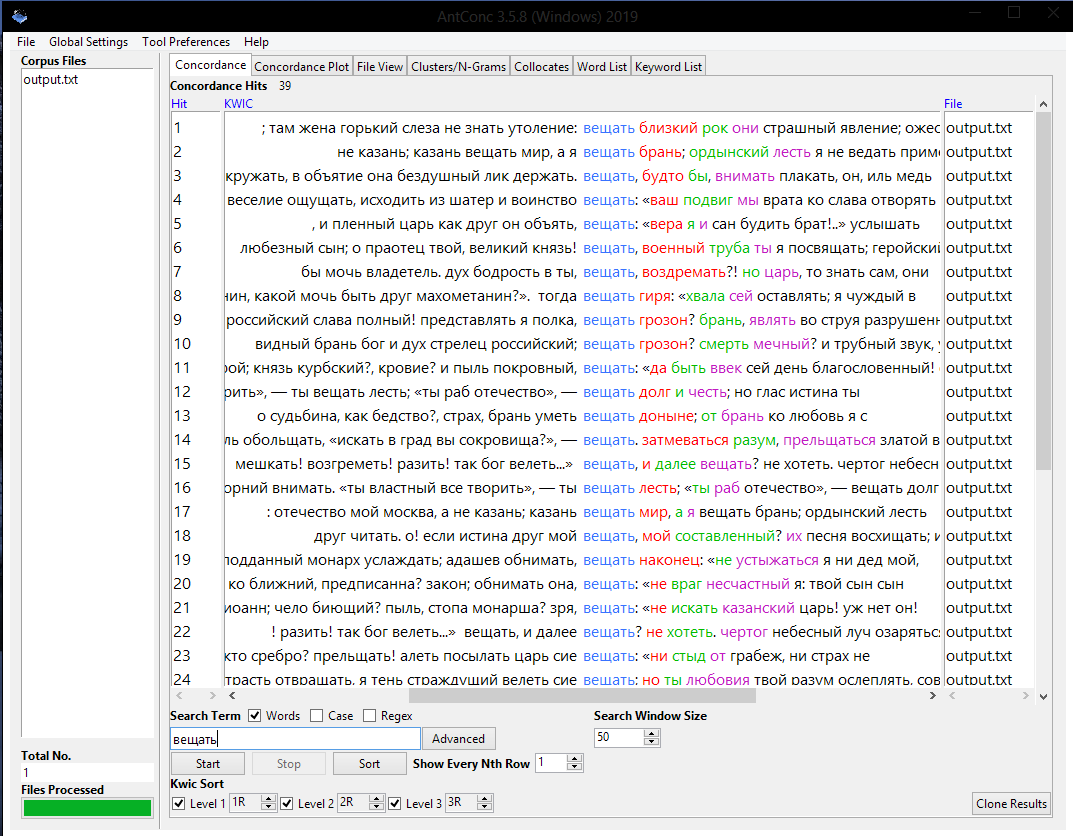 AntConc 3.5.8 (Windows) 2019
File Global Settings Tool Preferences Help
Corpus Files
output.txt
Concordance Concordance Plot File View Clusters/N-Grams Collocates Word List Keyword List
Concordance Hits 39
Hit KWIC File
1 ; там жена горький слеза не знать утоление: вещать близкий рок они страшный явление; ожес output.txt
2 не казань; казань вещать мир, а я вещать брань; ордынский лесть я не ведать прим output.txt
3 кружать, в объятие она бездушный лик держать. вещать, будто бы, внимать плакать, он, иль медь output.txt
4 веселие ощущать, исходить из шатер и воинство вещать: «ваш подвиг мы врата ко слава отворять output.txt
5 , и пленный царь как друг он объять, вещать: «вера я и сан будить брат!..» услышать output.txt
6 любезный сын; о праотец твой, великий князь! вещать, военный труба ты я посвящать; геройский output.txt
7 бы мочь владетель. дух бодрость в ты, вещать, воздремать?! но царь, то знать сам, они output.txt
8 нин, какой мочь быть друг махометанин?». тогда вещать гиря: «хвала сей оставлять; я чуждый в output.txt
9 российский слава полный! представлять я полка, вещать грозон? брань, являть во струя разрушенн output.txt
10 видный брань бог и дух стрелец российский; вещать грозон? смерть мечный? и трубный звук, output.txt
11 рой; князь курбский?, кровие? и пыль покровный, вещать: «да быть ввек сей день благословенный! output.txt
12 рить», — ты вещать лесть; «ты раб отечество», — вещать долг и честь; но глас истина ты output.txt
13 о судьбина, как бедство?, страх, брань уметь вещать доныне; от брань ко любовь я с output.txt
14 ль обольщать, «искать в град вы сокровища?», — вещать. затмеваться разум, прельщаться златой в output.txt
15 мешкать! возгреметь! разить! так бог велеть...» вещать, и далее вещать? не хотеть. чертог небесн output.txt
16 орний внимать. «ты властный все творить», — ты вещать лесть; «ты раб отечество», — вещать долг output.txt
17 : отечество мой москва, а не казань; казань вещать мир, а я вещать брань; ордынский лесть output.txt
18 друг читать. о! если истина друг мой вещать, мой составленный? их песня восхищать; и output.txt
19 подданный монарх услаждать; адашев обнимать, вещать наконец: «не устыжаться я ни дед мой, output.txt
20 ко ближний, предписанна? закон; обнимать она, вещать: «не враг несчастный я: твой сын сын output.txt
21 иоанн; чело биющий? пыль, стопа монарша? зря, вещать: «не искать казанский царь! уж нет он! output.txt
22 ! разить! так бог велеть...» вещать, и далее вещать? не хотеть. чертог небесный луч озарятьс output.txt
23 кто сребро? прельщать! алеть посылать царь сие вещать: «ни стыд от грабеж, ни страх не output.txt
24 трасть отвращать. я тень страждущий велеть сие вещать: но ты любовия твой разум ослеплять, сов output.txt
Search Term Words Case Regex Search Window Size
вещать Advanced 50
Start Stop Sort Show Every Nth Row 1
Kwic Sort
Level 1 1R Level 2 2R Level 3 3R Clone Results
Total No.
1
Files Processed